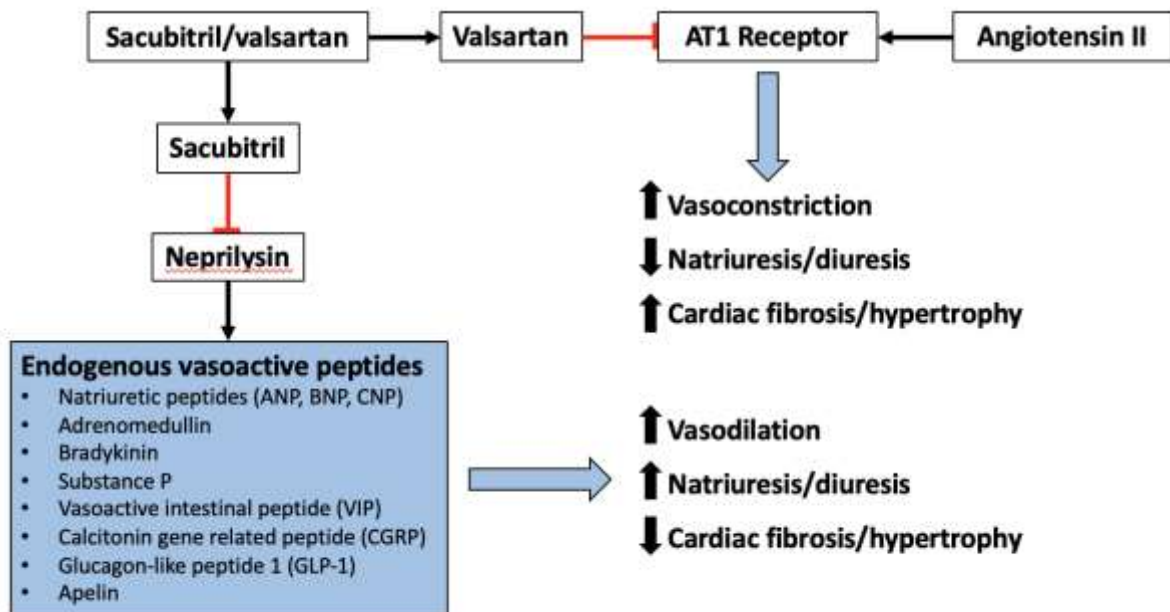 Sacubitril/valsartan
Valsartan
AT1 Receptor
Angiotensin II
Sacubitril
Neprilysin
Vasoconstriction
Natriuresis/diuresis
Cardiac fibrosis/hypertrophy
Endogenous vasoactive peptides
• Natriuretic peptides (ANP, BNP, CNP)
• Adrenomedullin
• Bradykinin
• Substance P
• Vasoactive intestinal peptide (VIP)
• Calcitonin gene related peptide (CGRP)
• Glucagon-like peptide 1 (GLP-1)
• Apelin
Vasodilation
Natriuresis/diuresis
Cardiac fibrosis/hypertrophy